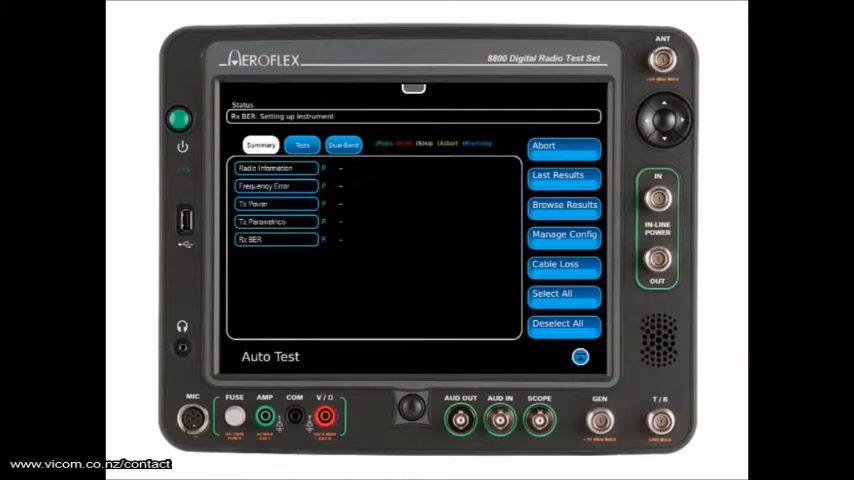 AEROFLEX
8800 Digital Radio Test Set
ANT
Status
Rx BER: Setting up Instrument
Summary
Tests
Dual-Band
(P)ass
(S)kip
(A)bort
(R)unning
Radio Information P –
Frequency Error P –
Tx Power P –
Tx Parametrics P –
Rx BER R –
Abort
Last Results
Browse Results
Manage Config
Cable Loss
Select All
Deselect All
Auto Test
IN
IN-LINE
POWER
OUT
MIC
FUSE
AMP
COM
V / Ω
AUD OUT
AUD IN
SCOPE
GEN
T / R
www.vicom.co.nz/contact